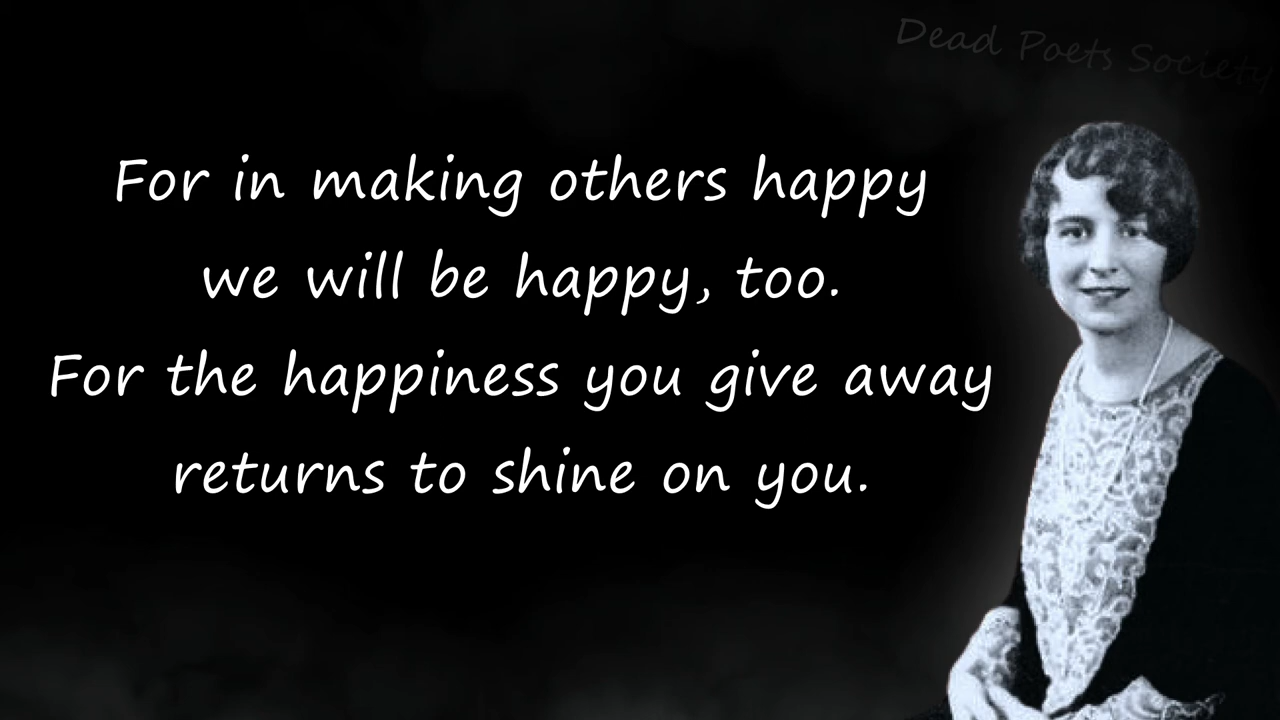 Dead Poets Society
For in making others happy
we will be happy, too.
For the happiness you give away
returns to shine on you.